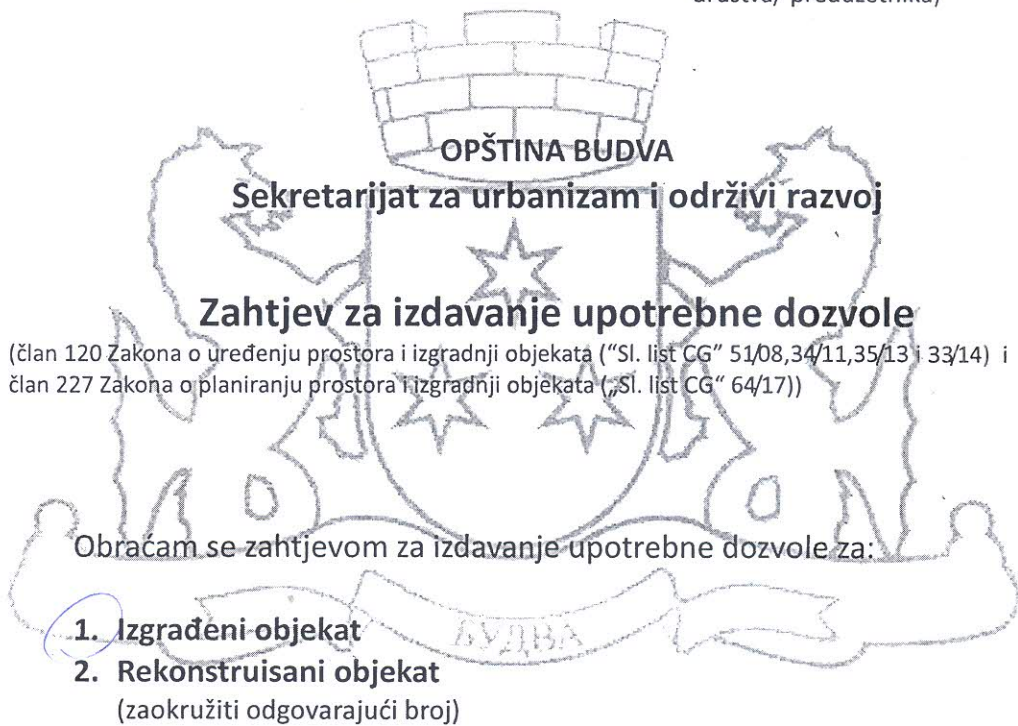 društva/ preduzetnika)
OPŠTINA BUDVA
Sekretarijat za urbanizam i održivi razvoj
Zahtjev za izdavanje upotrebne dozvole
(član 120 Zakona o uređenju prostora i izgradnji objekata (“Sl. list CG” 51/08,34/11,35/13 i 33/14) i
član 227 Zakona o planiranju prostora i izgradnji objekata („Sl. list CG“ 64/17))
Obraćam se zahtjevom za izdavanje upotrebne dozvole za:
1. Izgrađeni objekat
БУДВА
2. Rekonstruisani objekat
(zaokružiti odgovarajući broj)